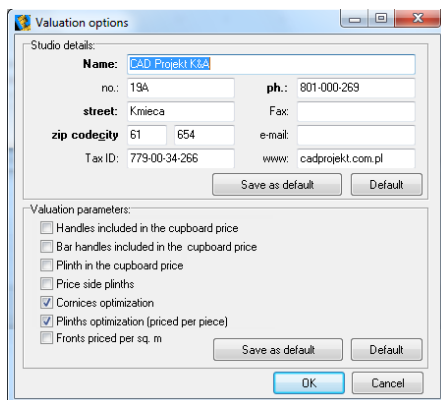 Valuation options
Studio details:
Name: CAD Projekt K&A
no.: 19A ph.: 801-000-269
street: Kmieca Fax:
zip codecity 61 654 e-mail:
Tax ID: 779-00-34-266 www: cadprojekt.com.pl
Save as default Default
Valuation parameters:
Handles included in the cupboard price
Bar handles included in the cupboard price
Plinth in the cupboard price
Price side plinths
Cornices optimization
Plinths optimization (priced per piece)
Fronts priced per sq. m
Save as default Default
OK Cancel